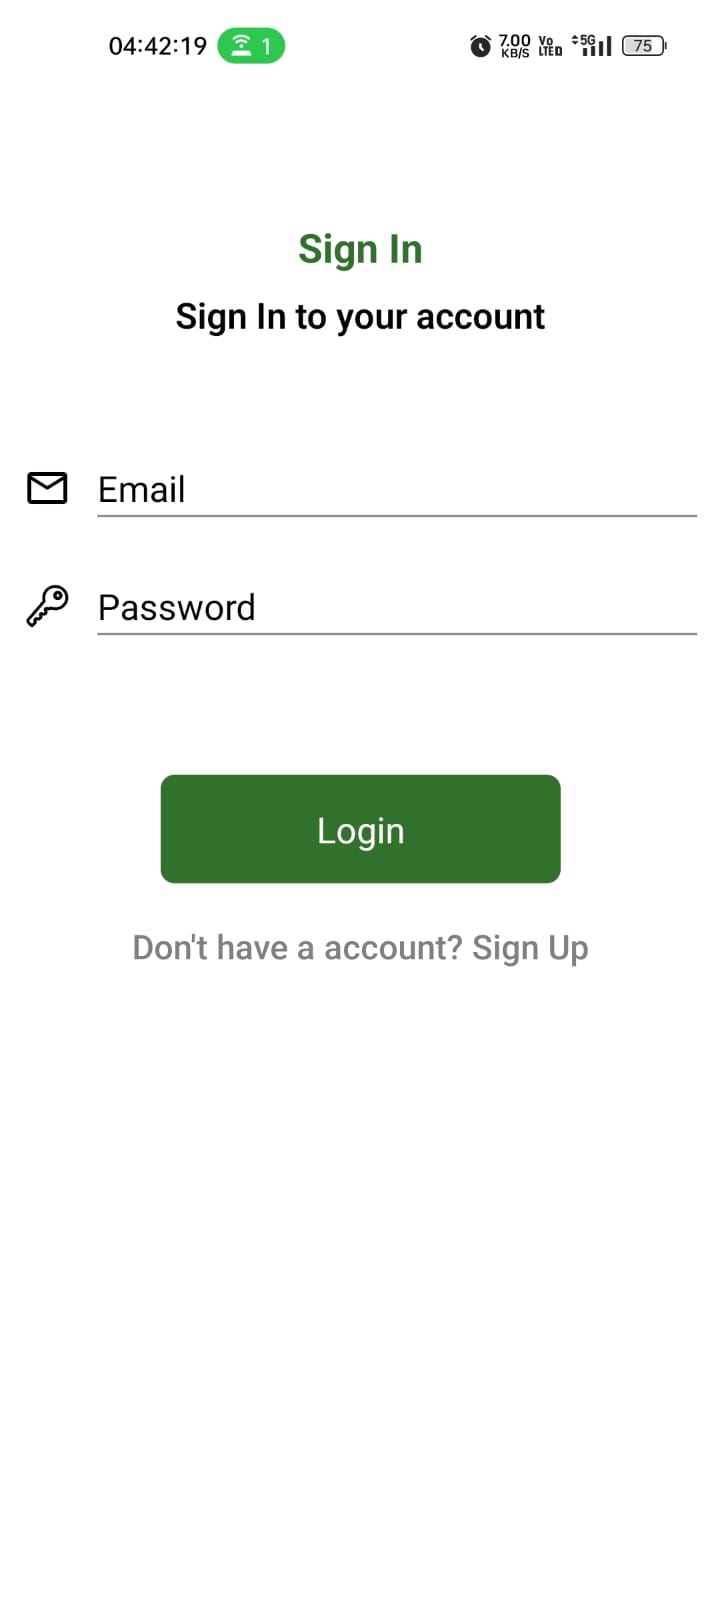 04:42:19 1 7.00 KB/S Vo LTE 5G 75
Sign In
Sign In to your account
Email
Password
Login
Don't have a account? Sign Up